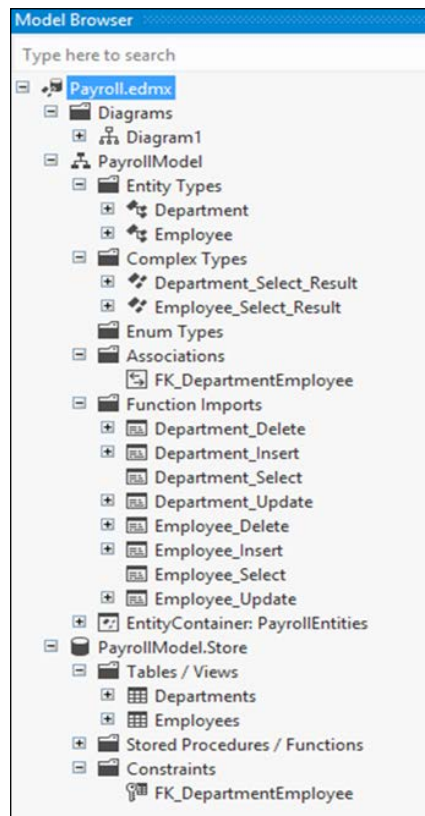 Model Browser
Type here to search
Payroll.edmx
Diagrams
Diagram1
PayrollModel
Entity Types
Department
Employee
Complex Types
Department_Select_Result
Employee_Select_Result
Enum Types
Associations
FK_DepartmentEmployee
Function Imports
Department_Delete
Department_Insert
Department_Select
Department_Update
Employee_Delete
Employee_Insert
Employee_Select
Employee_Update
EntityContainer: PayrollEntities
PayrollModel.Store
Tables / Views
Departments
Employees
Stored Procedures / Functions
Constraints
FK_DepartmentEmployee